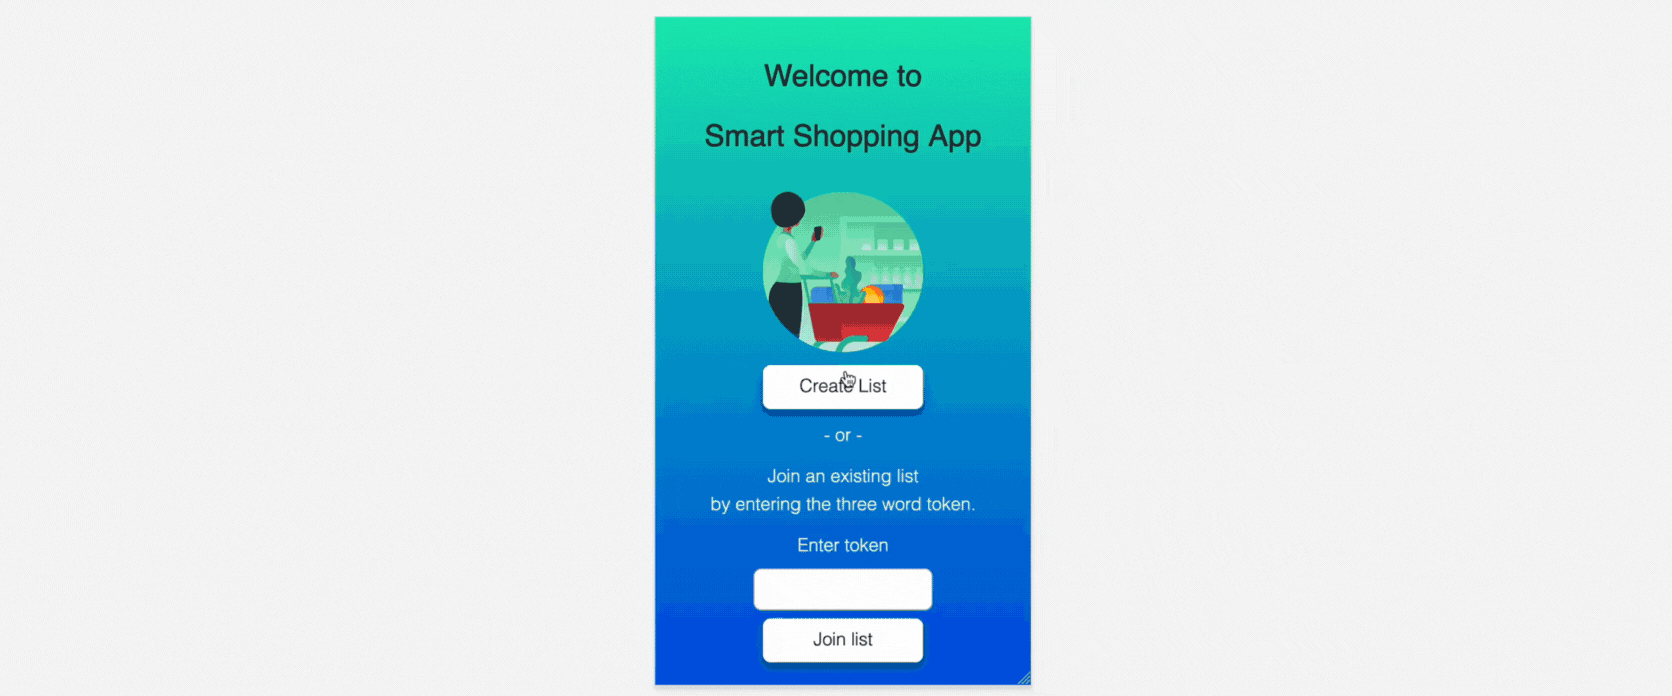 Welcome to
Smart Shopping App
Create List
- or -
Join an existing list
by entering the three word token.
Enter token
Join list